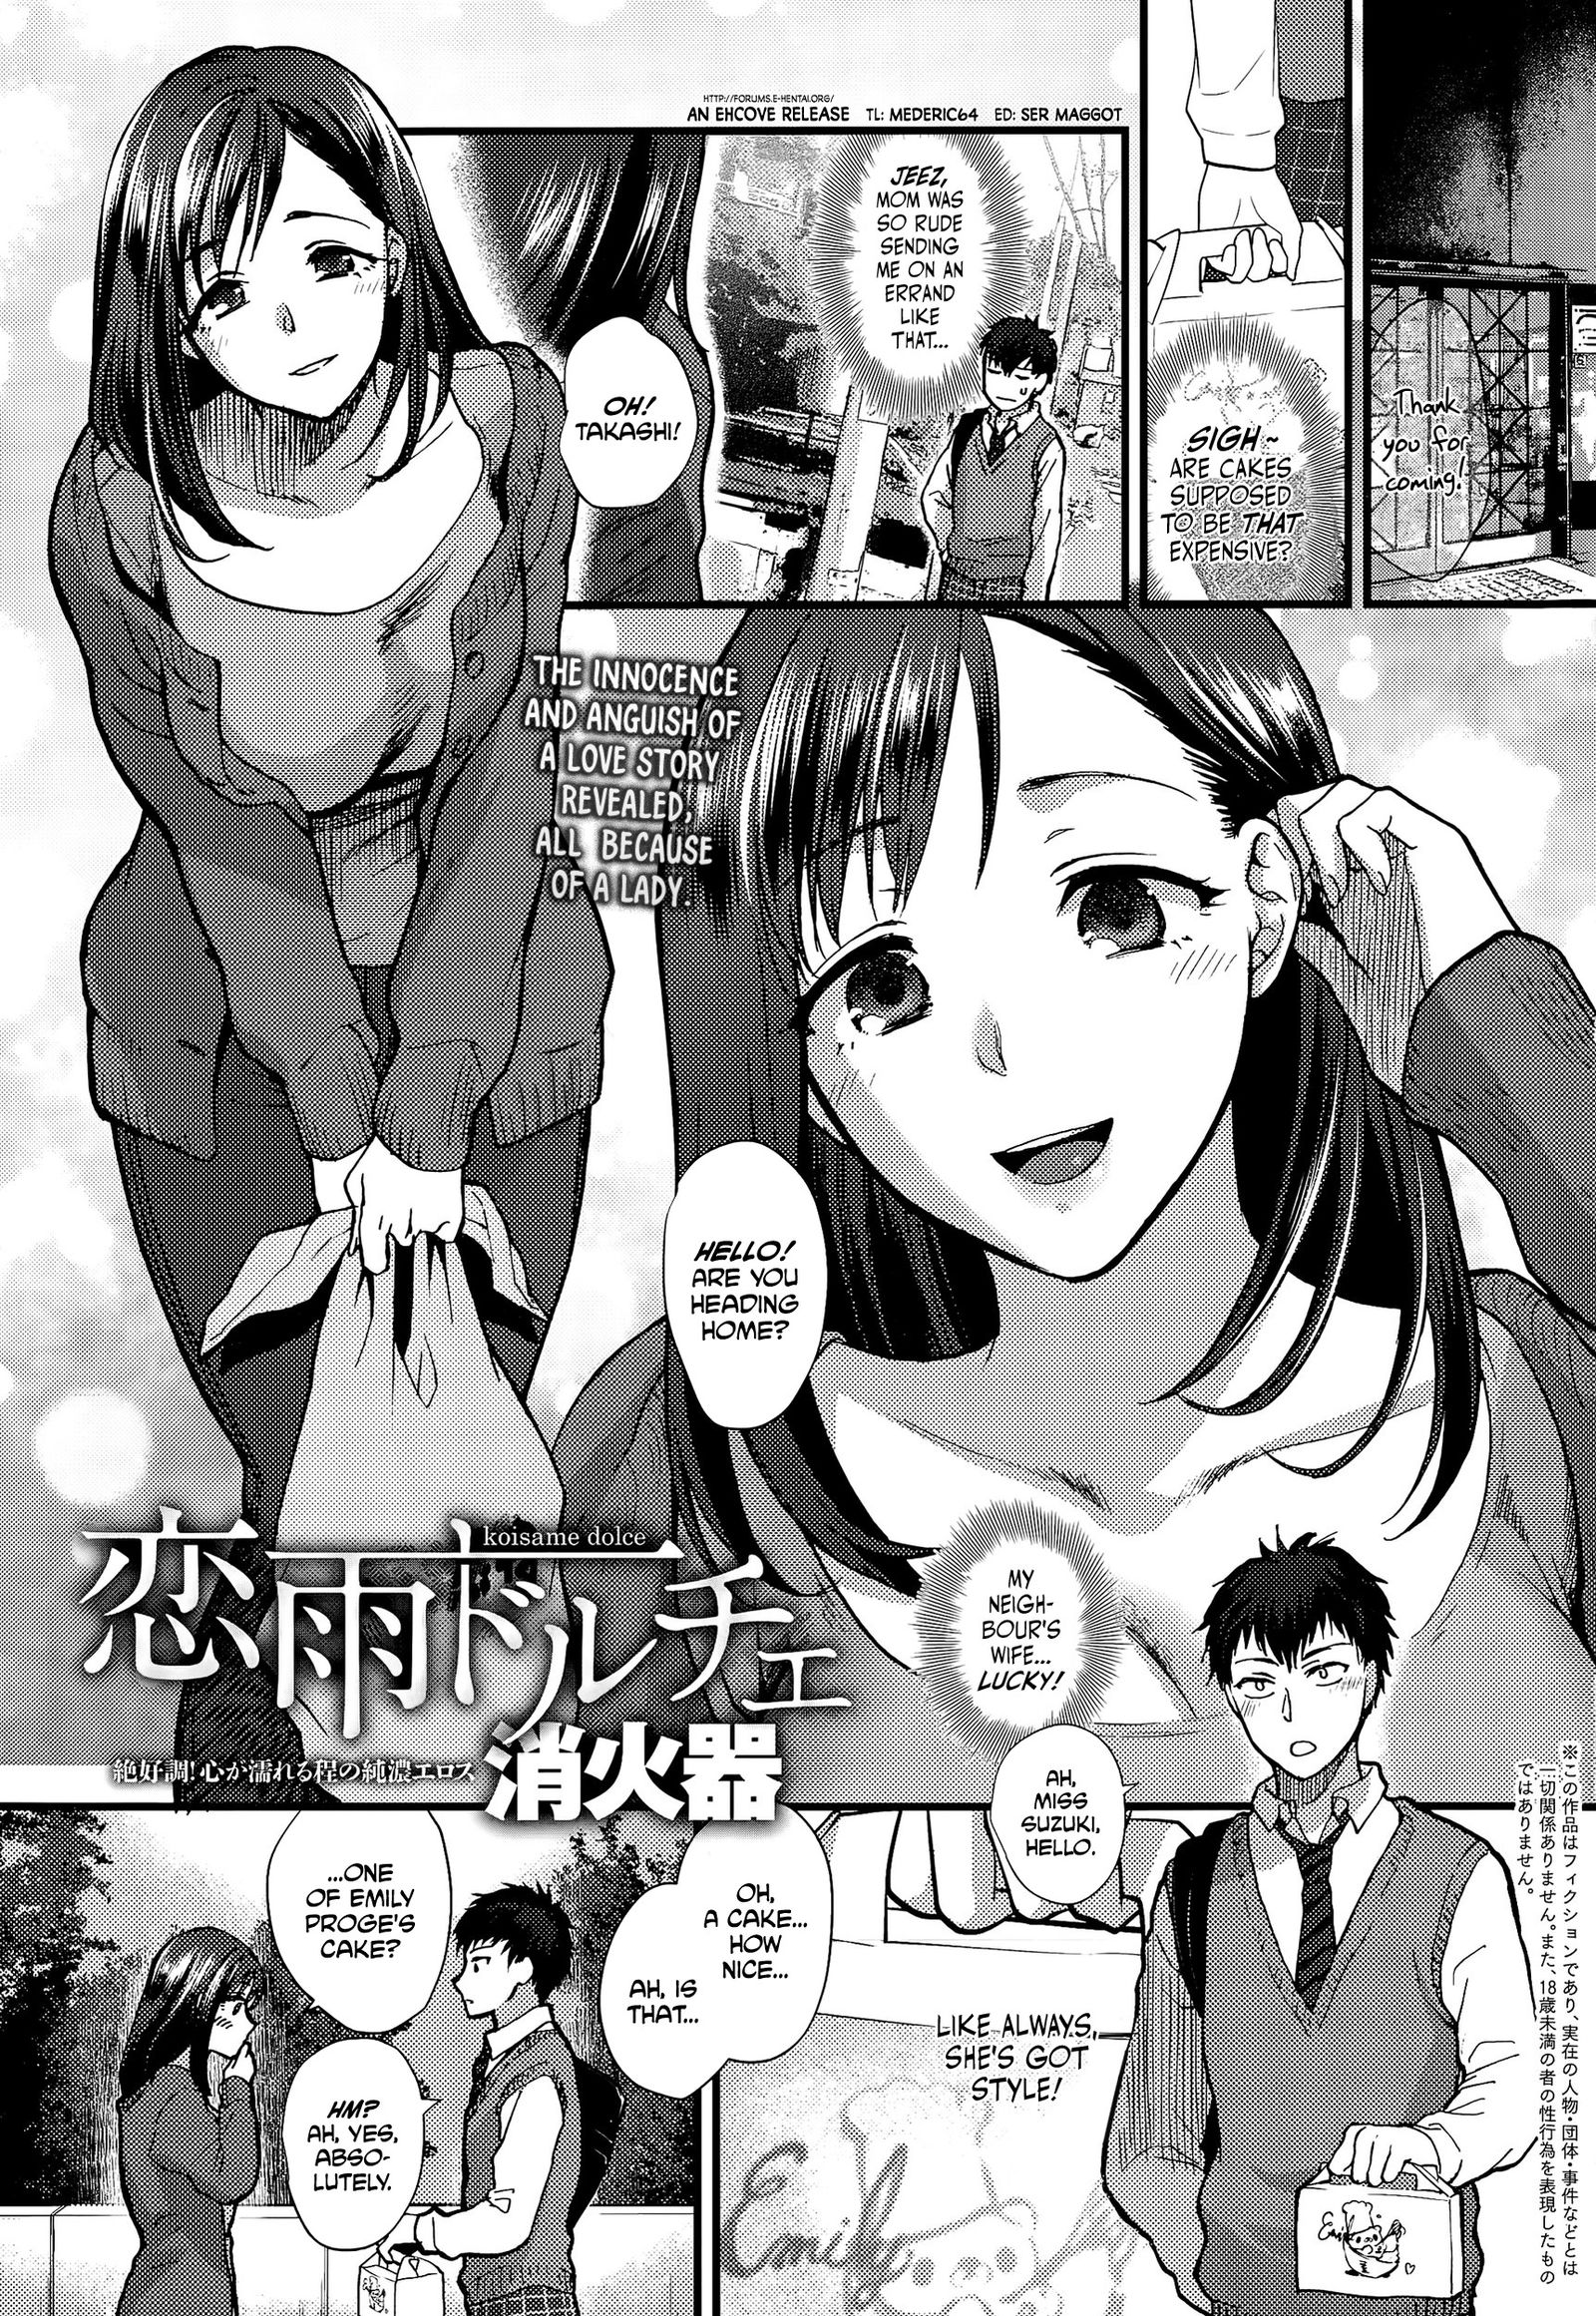 HTTP://FORUMS.E-HENTAI.ORG/
AN EHCOVE RELEASE TL: MEDERIC64 ED: SER MAGGOT
Thank
you for
coming!
SIGH~
ARE CAKES
SUPPOSED
TO BE THAT
EXPENSIVE?
JEEZ,
MOM WAS
SO RUDE
SENDING
ME ON AN
ERRAND
LIKE
THAT...
OH!
TAKASHI!
THE INNOCENCE
AND ANGUISH OF
A LOVE STORY
REVEALED,
ALL BECAUSE
OF A LADY.
HELLO!
ARE YOU
HEADING
HOME?
koisame dolce
恋雨ドルチェ
消火器
絶好調!心が濡れる程の純濃エロス
MY
NEIGH-
BOUR'S
WIFE...
LUCKY!
AH,
MISS
SUZUKI,
HELLO.
LIKE ALWAYS,
SHE'S GOT
STYLE!
Emily
OH,
A CAKE...
HOW
NICE...
AH, IS
THAT...
...ONE
OF EMILY
PROGE'S
CAKE?
HM?
AH, YES,
ABSO-
LUTELY.
※この作品はフィクションであり、実在の人物・団体・事件などとは
一切関係ありません。また、18歳未満の者の性行為を表現したもの
ではありません。